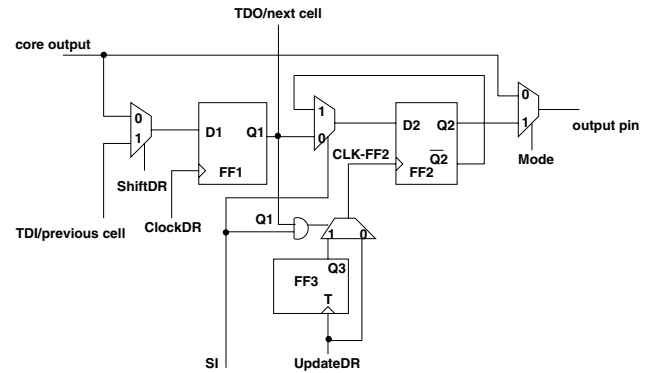 TDO/next cell
core output
0
1
D1
Q1
FF1
ShiftDR
ClockDR
TDI/previous cell
1
0
CLK-FF2
D2
Q2
Q̅2
FF2
0
1
Mode
output pin
Q1
1
0
Q3
FF3
T
SI
UpdateDR